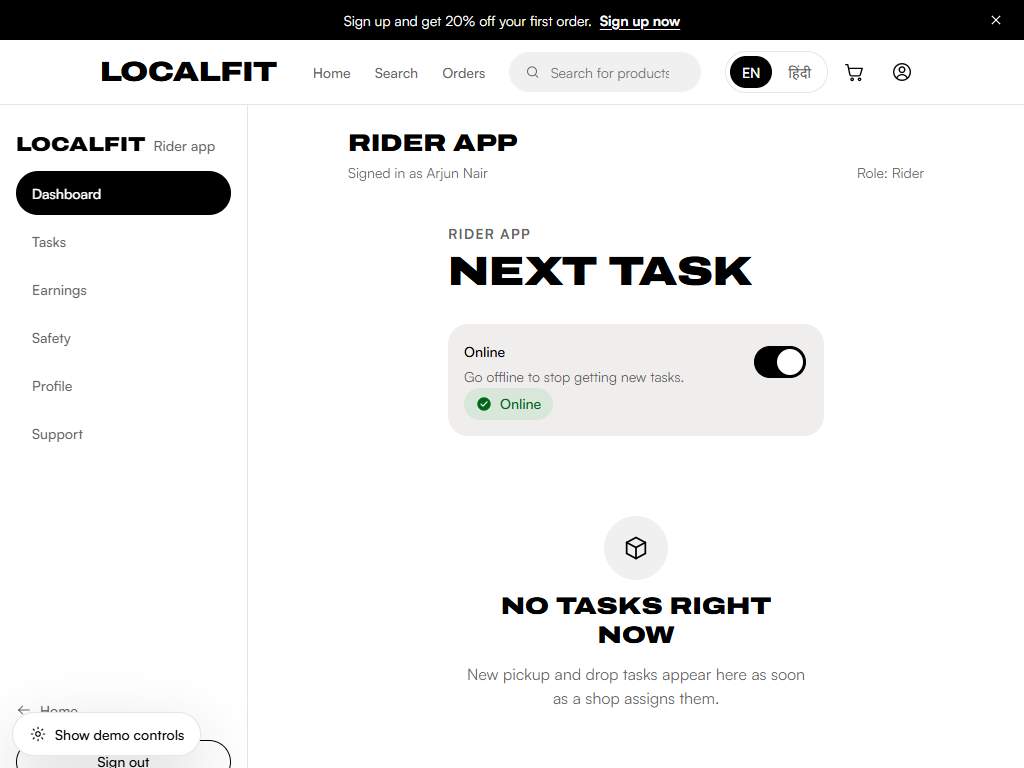 Sign up and get 20% off your first order. Sign up now
LOCALFIT Home Search Orders Search for products EN हिंदी
LOCALFIT Rider app
Dashboard
Tasks
Earnings
Safety
Profile
Support
Home
Show demo controls
Sign out
RIDER APP
Signed in as Arjun Nair Role: Rider
RIDER APP
NEXT TASK
Online
Go offline to stop getting new tasks.
Online
NO TASKS RIGHT
NOW
New pickup and drop tasks appear here as soon
as a shop assigns them.